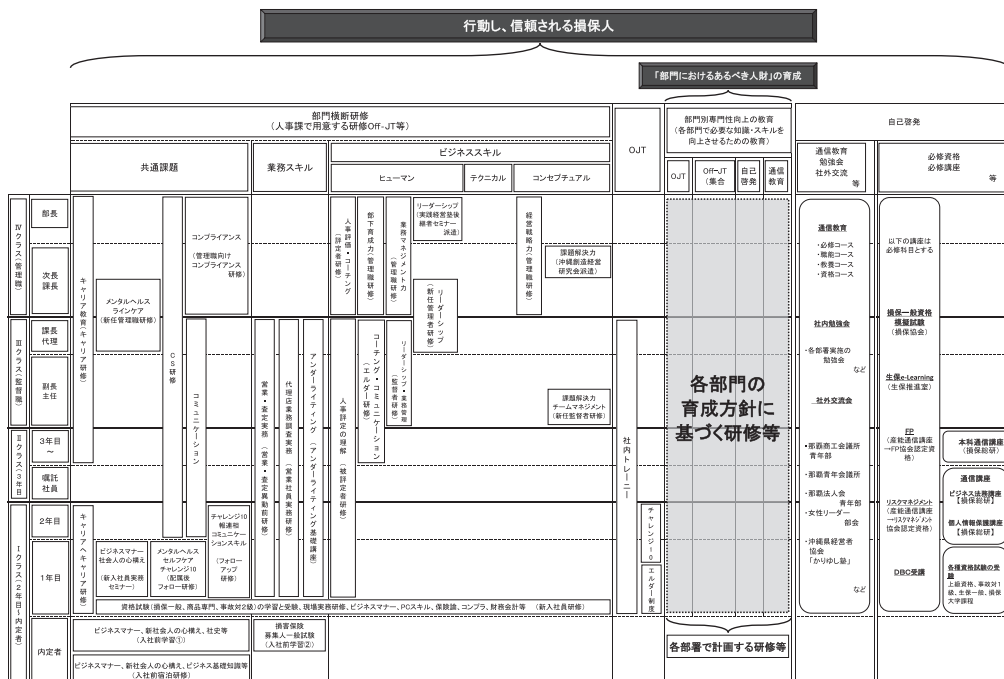 行動し、信頼される損保人
「部門におけるあるべき人財」の育成
部門横断研修
(人事課で用意する研修Off-JT等)
OJT
部門別専門性向上の教育
(各部門で必要な知識・スキルを
向上させるための教育)
自己啓発
共通課題
業務スキル
ビジネススキル
ヒューマン
テクニカル
コンセプチュアル
OJT
Off-JT
(集合)
自己
啓発
通信
教育
通信教育
勉強会
社外交流
等
必修資格
必修講座
等
Ⅳクラス(管理職)
部長
次長
課長
Ⅲクラス(監督職)
課長
代理
副長
主任
Ⅱクラス(3年目)
3年目
~
嘱託
社員
Ⅰクラス(2年目~内定者)
2年目
1年目
内定者
キャリア教育(キャリア研修)
キャリアへキャリア研修)
メンタルヘルス
ラインケア
(新任管理職研修)
CS研修
コンプライアンス
(管理職向け
コンプライアンス
研修)
コミュニケーション
チャレンジ10
報連相
コミュニケー
ションスキル
(フォロー
アップ
研修)
ビジネスマナー
社会人の心構え
(新入社員実務
セミナー)
メンタルヘルス
セルフケア
チャレンジ10
(配属後
フォロー研修)
営業・査定実務(営業・査定異動前研修)
代理店業務調査実務(営業社員実務研修)
アンダーライティング(アンダーライティング基礎講座)
人事評価・コーチング
(評定者研修)
人事評定の理解(被評定者研修)
部下育成力(管理職研修)
コーチング・コミュニケーション
(エルダー研修)
業務マネジメント力
(管理職研修)
リーダーシップ・業務管理
(監督者研修)
リーダーシップ
(実践経営塾後
継者セミナー
派遣)
リーダーシップ
(新任管理者研修)
経営戦略力(管理職研修)
課題解決力
(沖縄創造経営
研究会派遣)
課題解決力
チームマネジメント
(新任監督者研修)
社内トレーニー
チャレンジ10
エルダー制度
資格試験(損保一般、商品専門、事故対2級)の学習と受験、現場実務研修、ビジネスマナー、PCスキル、保険論、コンプラ、財務会計等 (新入社員研修)
ビジネスマナー、新社会人の心構え、社史等
(入社前学習①)
損害保険
募集人一般試験
(入社前学習②)
ビジネスマナー、新社会人の心構え、ビジネス基礎知識等
(入社前宿泊研修)
各部門の
育成方針に
基づく研修等
各部署で計画する研修等
通信教育
・必修コース
・職能コース
・教養コース
・資格コース
社内勉強会
・各部署実施の
勉強会
など
社外交流会
・那覇商工会議所
青年部
・那覇青年会議所
・那覇法人会
青年部
・女性リーダー
部会
・沖縄県経営者
協会
「かりゆし塾」
など
以下の講座は
必修科目とする
損保一般資格
模擬試験
(損保協会)
生保e-Learning
(生保推進室)
FP
(産能通信講座
→FP協会認定資
格)
リスクマネジメント
(産能通信講座
→リスクマネジメント
協会認定資格)
DBC受講
本科通信講座
(損保総研)
通信講座
ビジネス法務講座
【損保総研】
個人情報保護講座
【損保総研】
各種資格試験の受
験
上級資格、事故対1
級、生保一般、損保
大学課程